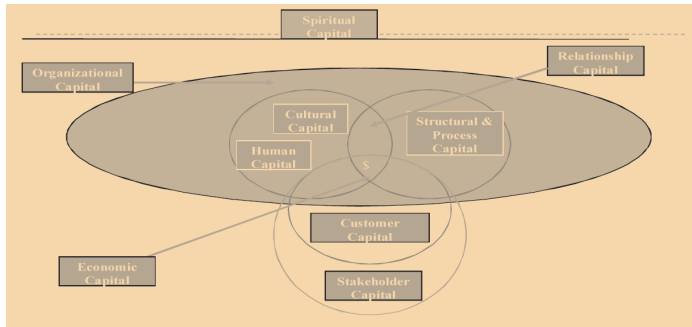 Spiritual
Capital
Relationship
Capital
Organizational
Capital
Cultural
Capital
Structural &
Process
Capital
Human
Capital
$
Customer
Capital
Economic
Capital
Stakeholder
Capital